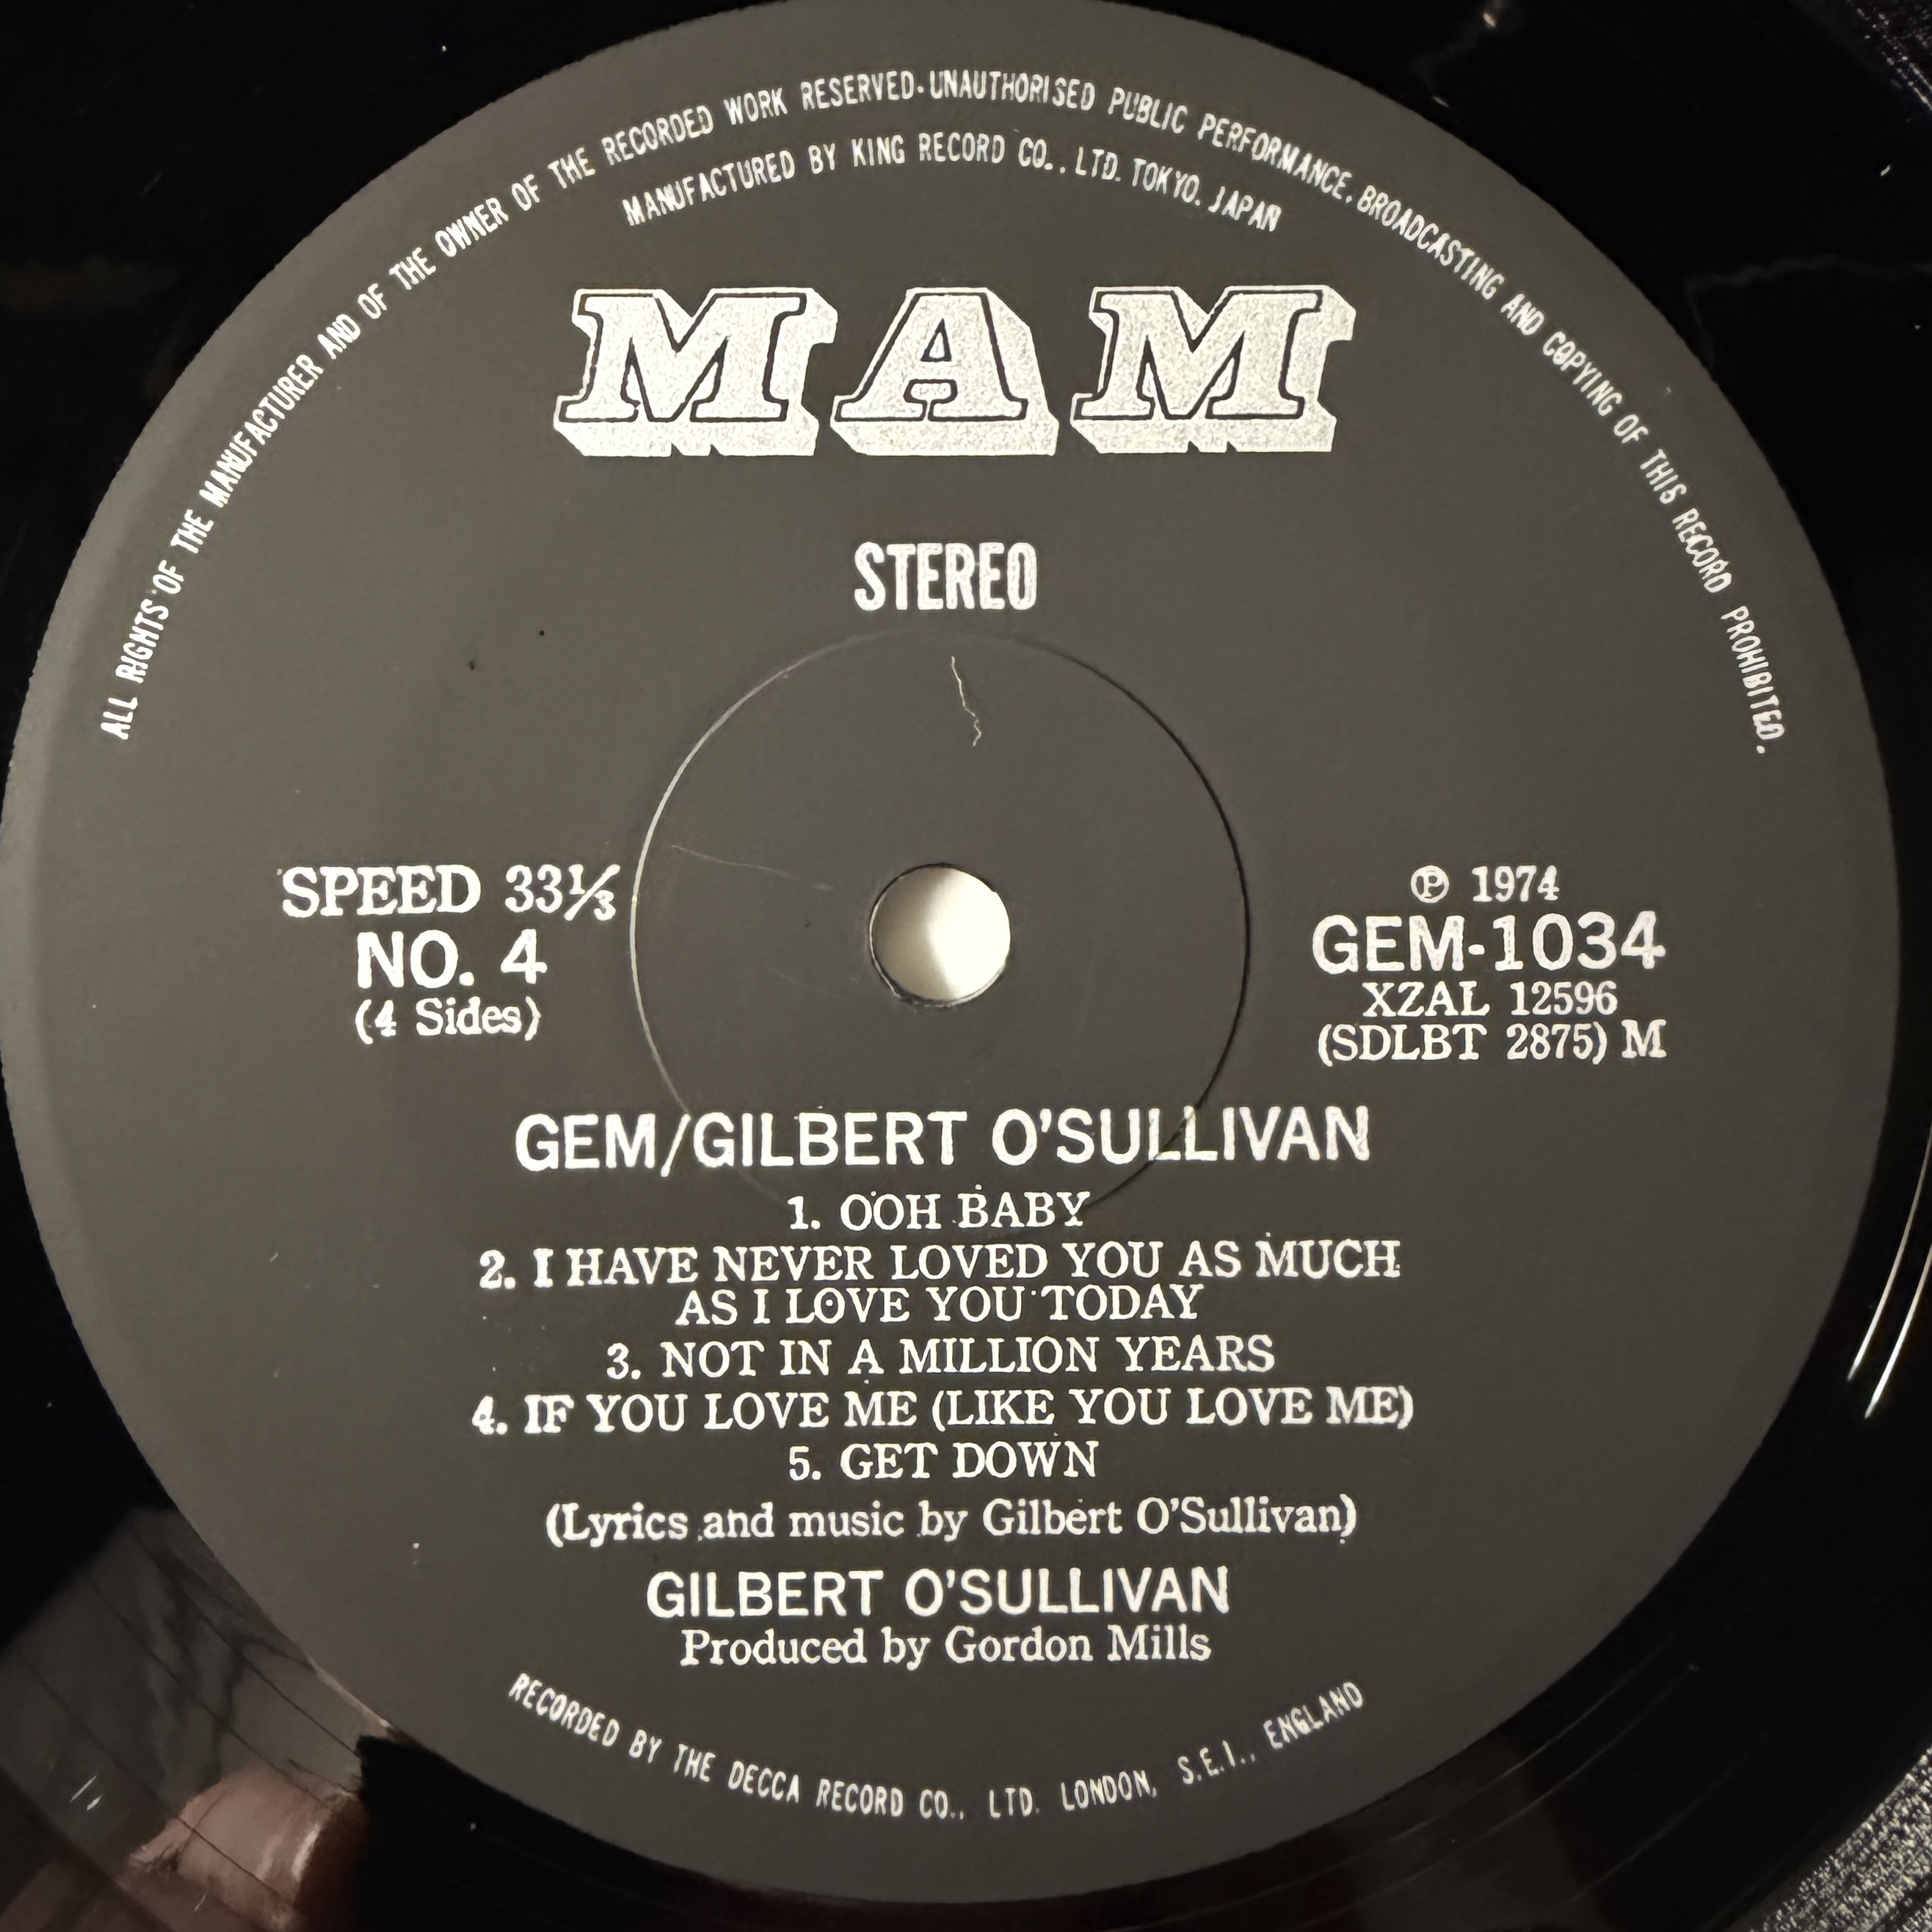 ALL RIGHTS OF THE MANUFACTURER AND OF THE OWNER OF THE RECORDED WORK RESERVED. UNAUTHORISED PUBLIC PERFORMANCE, BROADCASTING AND COPYING OF THIS RECORD PROHIBITED.
MANUFACTURED BY KING RECORD CO., LTD. TOKYO. JAPAN
MAM
STEREO
SPEED 33⅓
NO. 4
(4 Sides)
℗ 1974
GEM-1034
XZAL 12596
(SDLBT 2875) M
GEM/GILBERT O'SULLIVAN
1. OOH BABY
2. I HAVE NEVER LOVED YOU AS MUCH
AS I LOVE YOU TODAY
3. NOT IN A MILLION YEARS
4. IF YOU LOVE ME (LIKE YOU LOVE ME)
5. GET DOWN
(Lyrics and music by Gilbert O'Sullivan)
GILBERT O'SULLIVAN
Produced by Gordon Mills
RECORDED BY THE DECCA RECORD CO., LTD. LONDON, S.E.1., ENGLAND